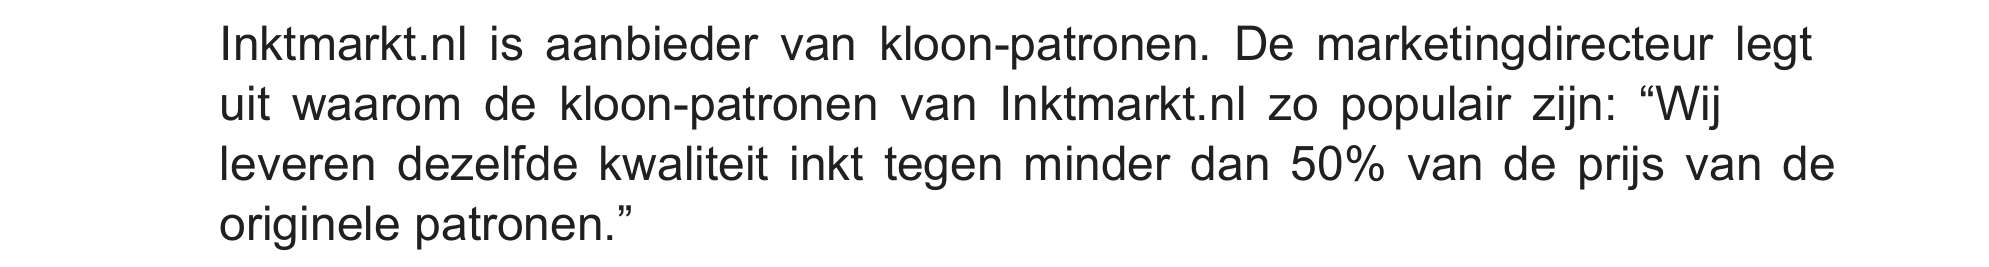 Inktmarkt.nl is aanbieder van kloon-patronen. De marketingdirecteur legt
uit waarom de kloon-patronen van Inktmarkt.nl zo populair zijn: “Wij
leveren dezelfde kwaliteit inkt tegen minder dan 50% van de prijs van de
originele patronen.”